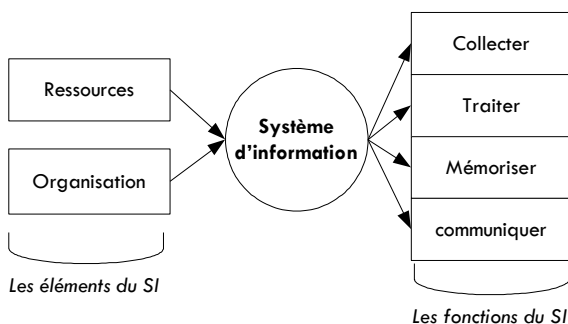 Ressources
Organisation
Les éléments du SI
Système
d'information
Collecter
Traiter
Mémoriser
communiquer
Les fonctions du SI